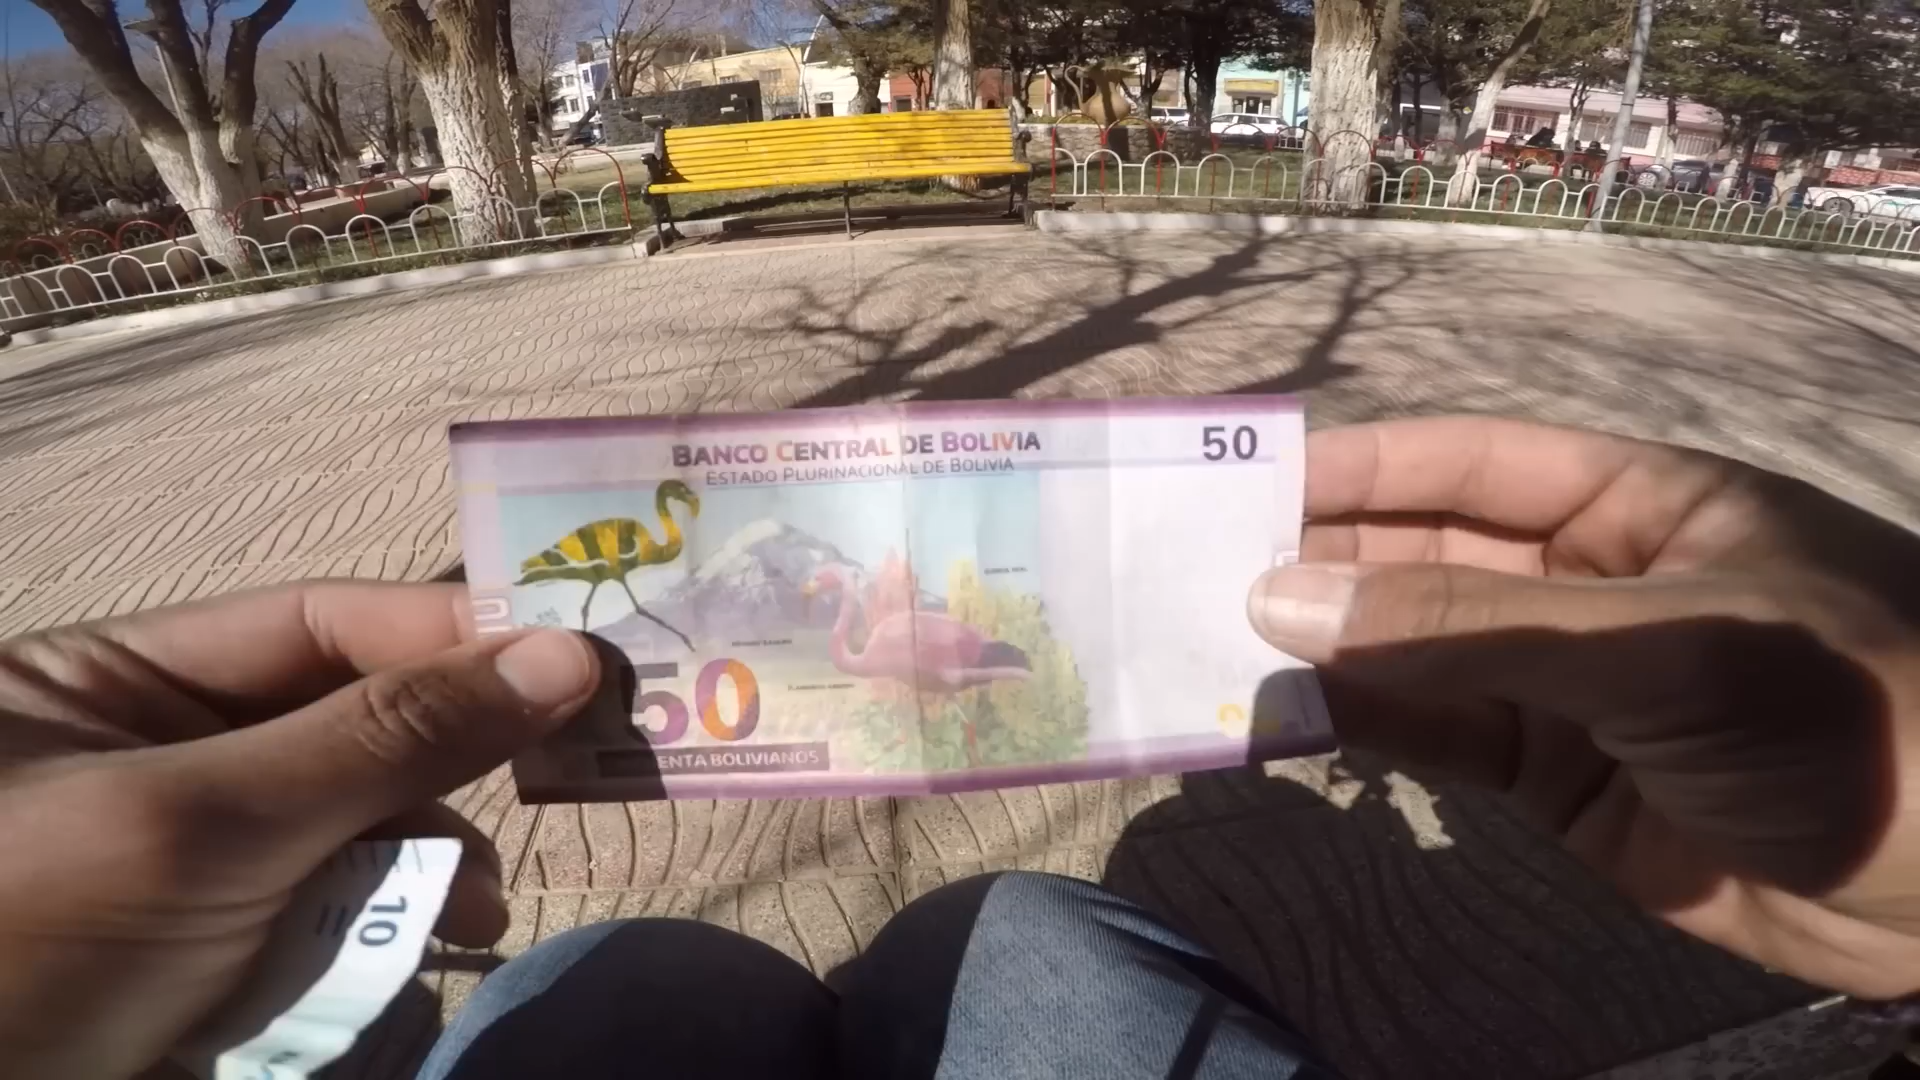 BANCO CENTRAL DE BOLIVIA
ESTADO PLURINACIONAL DE BOLIVIA
50
50
ENTA BOLIVIANOS
10